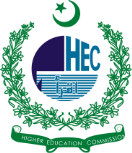 HEC
HIGHER EDUCATION COMMISSION